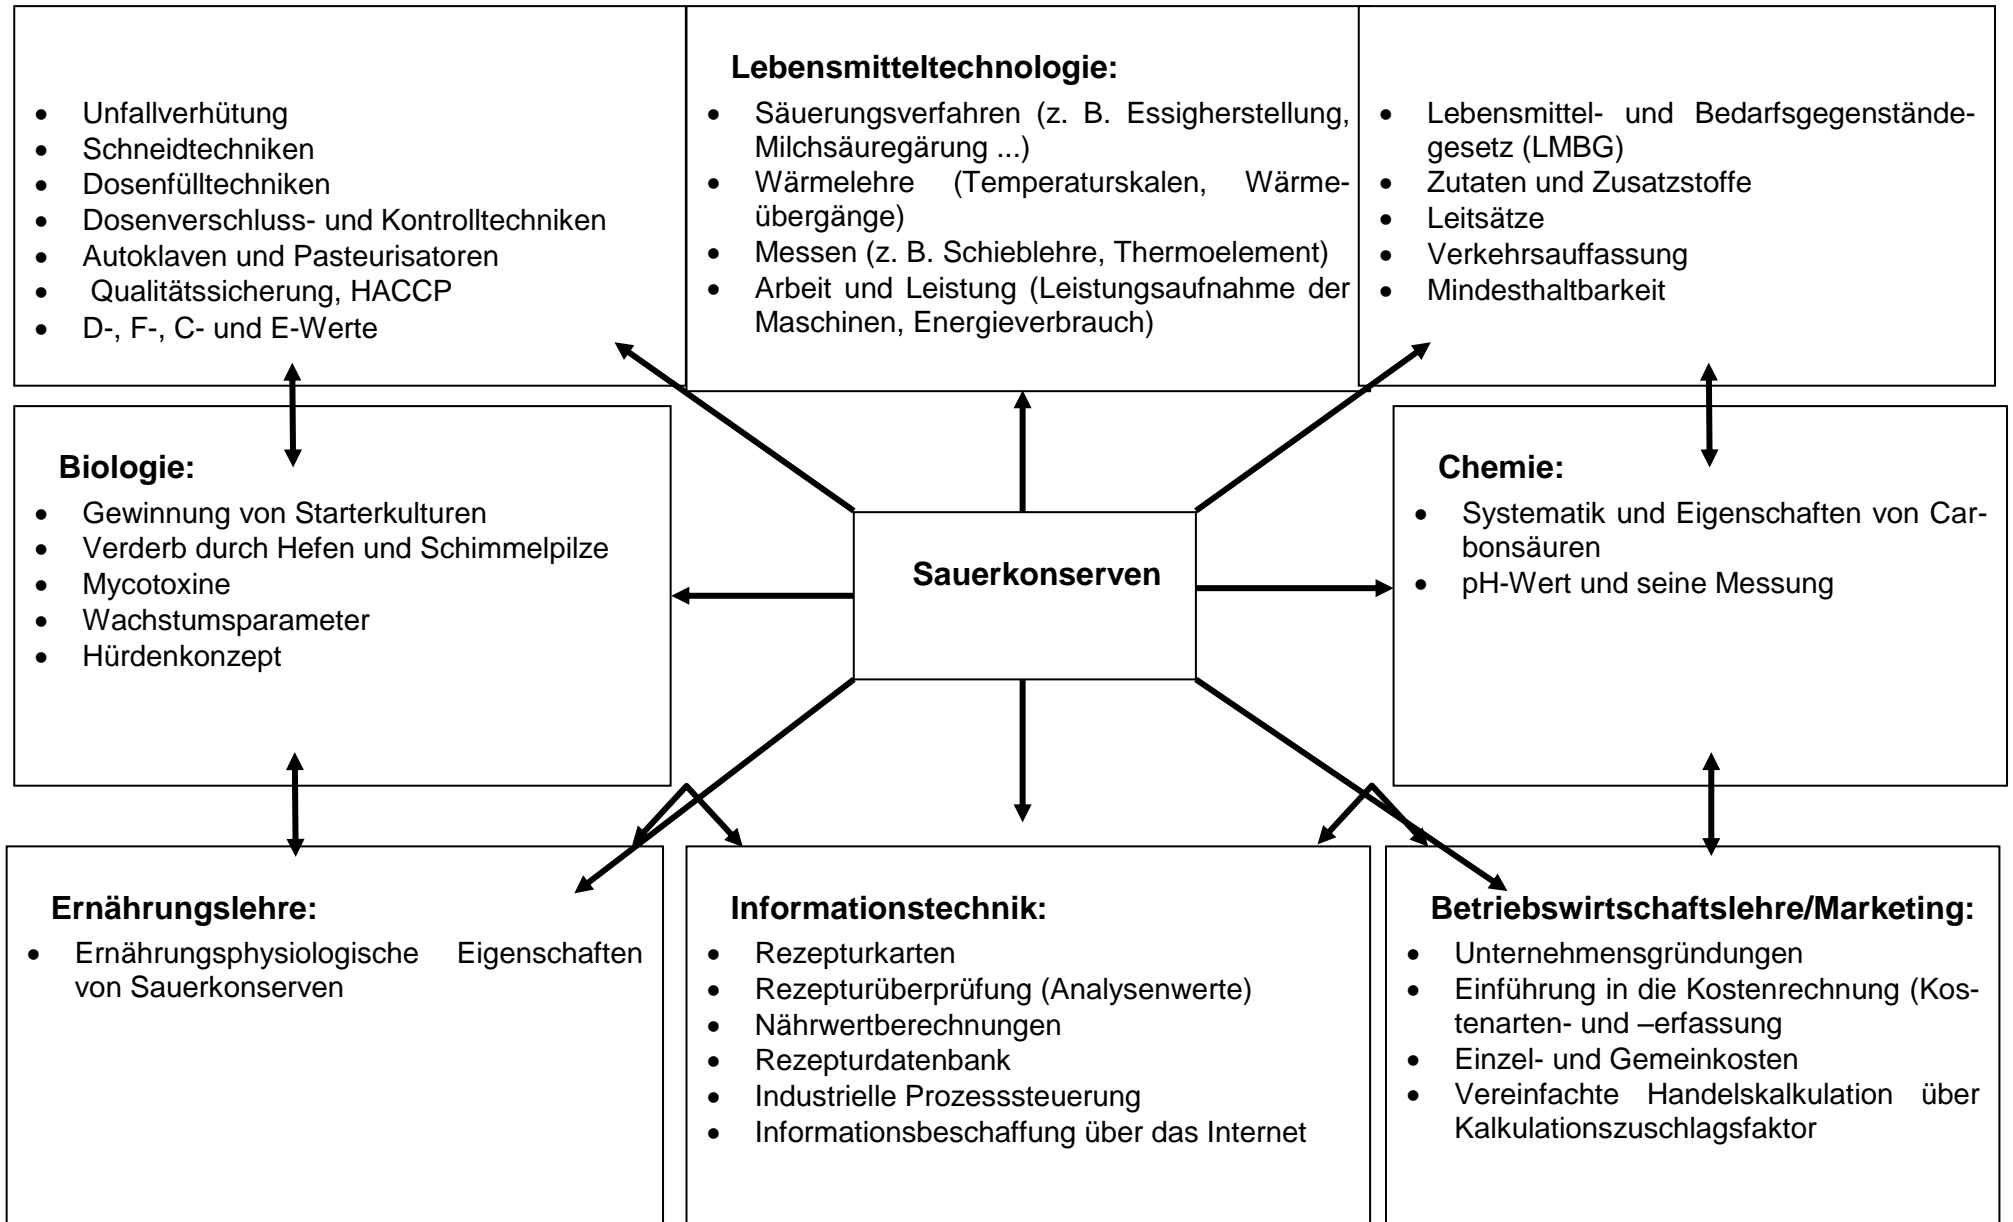 Unfallverhütung
Schneidtechniken
Dosenfülltechniken
Dosenverschluss- und Kontrolltechniken
Autoklaven und Pasteurisatoren
Qualitätssicherung, HACCP
D-, F-, C- und E-Werte
Lebensmitteltechnologie:
Säuerungsverfahren (z. B. Essigherstellung,
Milchsäuregärung ...)
Wärmelehre (Temperaturskalen, Wärme-
übergänge)
Messen (z. B. Schieblehre, Thermoelement)
Arbeit und Leistung (Leistungsaufnahme der
Maschinen, Energieverbrauch)
Lebensmittel- und Bedarfsgegenstände-
gesetz (LMBG)
Zutaten und Zusatzstoffe
Leitsätze
Verkehrsauffassung
Mindesthaltbarkeit
Biologie:
Gewinnung von Starterkulturen
Verderb durch Hefen und Schimmelpilze
Mycotoxine
Wachstumsparameter
Hürdenkonzept
Sauerkonserven
Chemie:
Systematik und Eigenschaften von Car-
bonsäuren
pH-Wert und seine Messung
Ernährungslehre:
Ernährungsphysiologische Eigenschaften
von Sauerkonserven
Informationstechnik:
Rezepturkarten
Rezepturüberprüfung (Analysenwerte)
Nährwertberechnungen
Rezepturdatenbank
Industrielle Prozesssteuerung
Informationsbeschaffung über das Internet
Betriebswirtschaftslehre/Marketing:
Unternehmensgründungen
Einführung in die Kostenrechnung (Kos-
tenarten- und –erfassung
Einzel- und Gemeinkosten
Vereinfachte Handelskalkulation über
Kalkulationszuschlagsfaktor